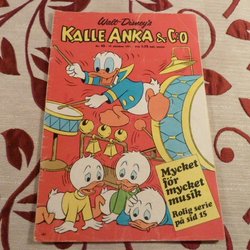 Walt Disney's
KALLE ANKA & C:O
Mycket
för
mycket
musik
Rolig serie
på sid 15